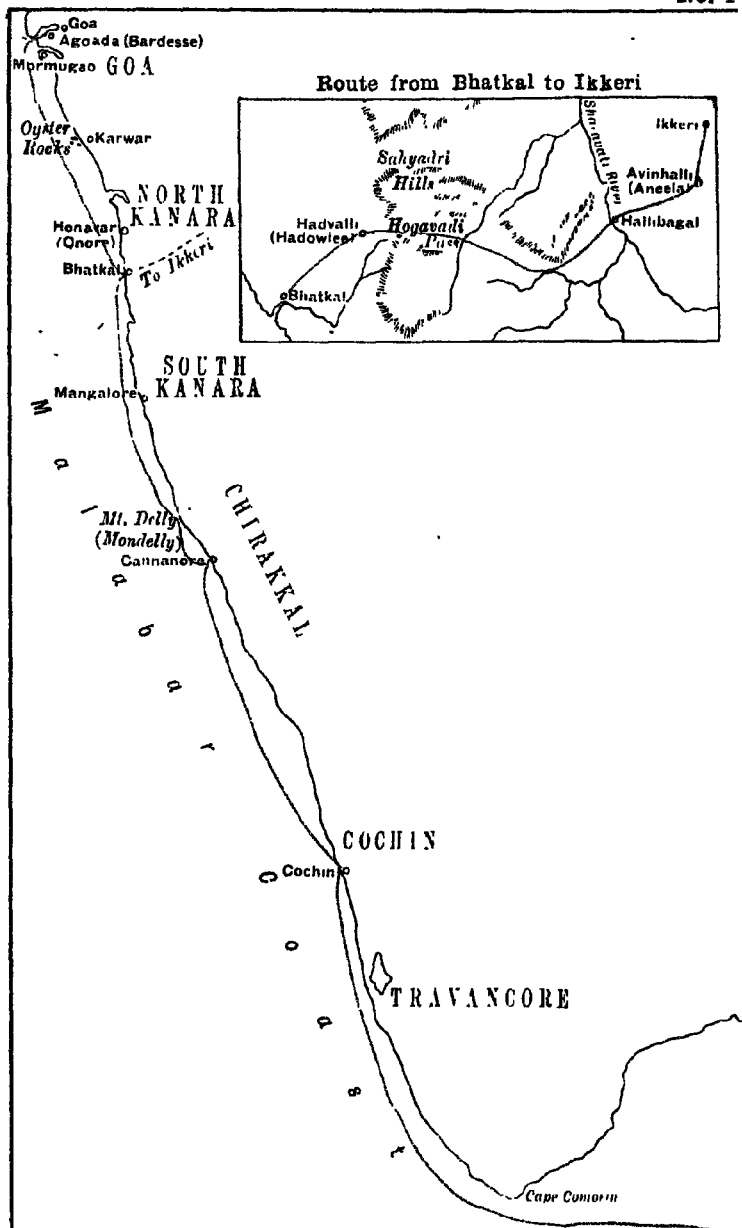 Goa
Agoada (Bardesse)
Mormugao
GOA
Route from Bhatkal to Ikkeri
Oyster
Rocks
Karwar
NORTH
KANARA
Honavar
(Onore)
Bhatkal
To Ikkeri
Sahyadri
Hills
Hadvalli
(Hadowlee)
Hogavadi
Pass
Bhatkal
Sharavati River
Ikkeri
Avinhalli
(Aneela)
Hallibagal
SOUTH
KANARA
Mangalore
Malabar
Mt. Delly
(Mondelly)
Cannanore
CHIRAKKAL
COCHIN
Cochin
Coast
TRAVANCORE
Cape Comorin